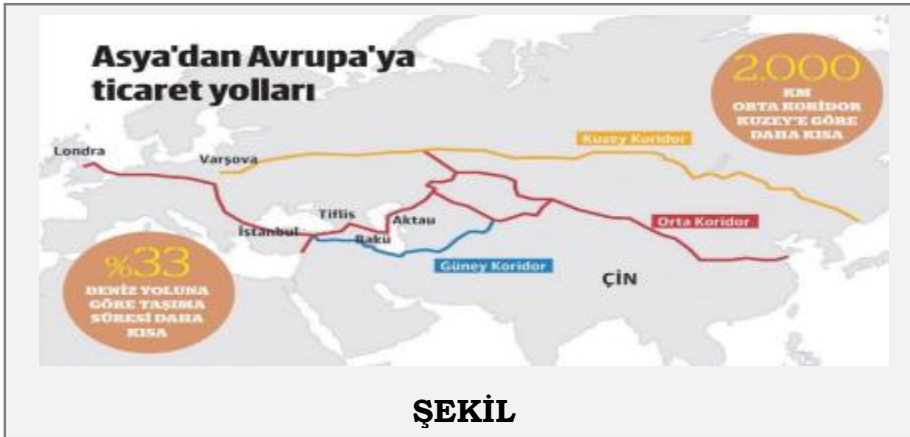 Asya'dan Avrupa'ya
ticaret yolları
2.000
KM
ORTA KORİDOR
KUZEY'E GÖRE
DAHA KISA
Kuzey Koridor
Londra
Varşova
Tiflis
Aktau
İstanbul
Bakü
Orta Koridor
Güney Koridor
ÇİN
%33
DENİZ YOLUNA
GÖRE TAŞIMA
SÜRESİ DAHA
KISA
ŞEKİL